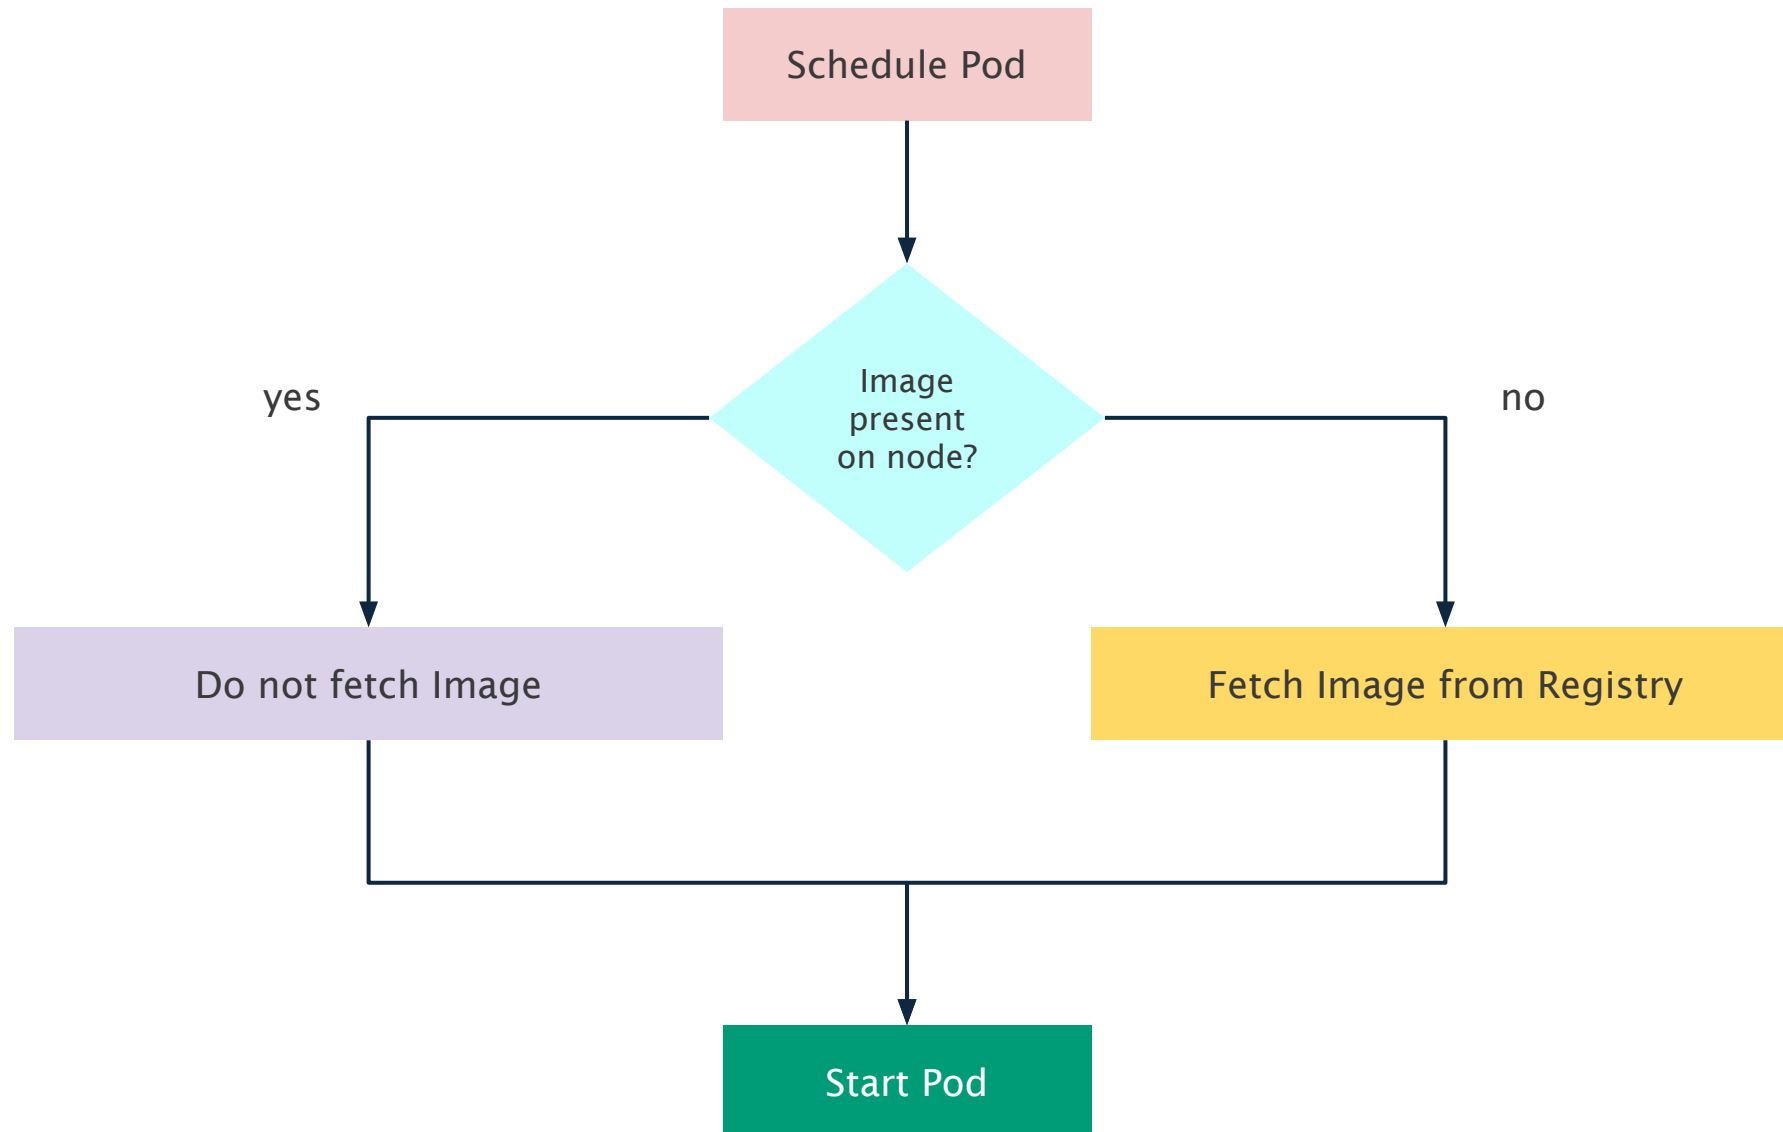 Schedule Pod
Image
present
on node?
yes
no
Do not fetch Image
Fetch Image from Registry
Start Pod